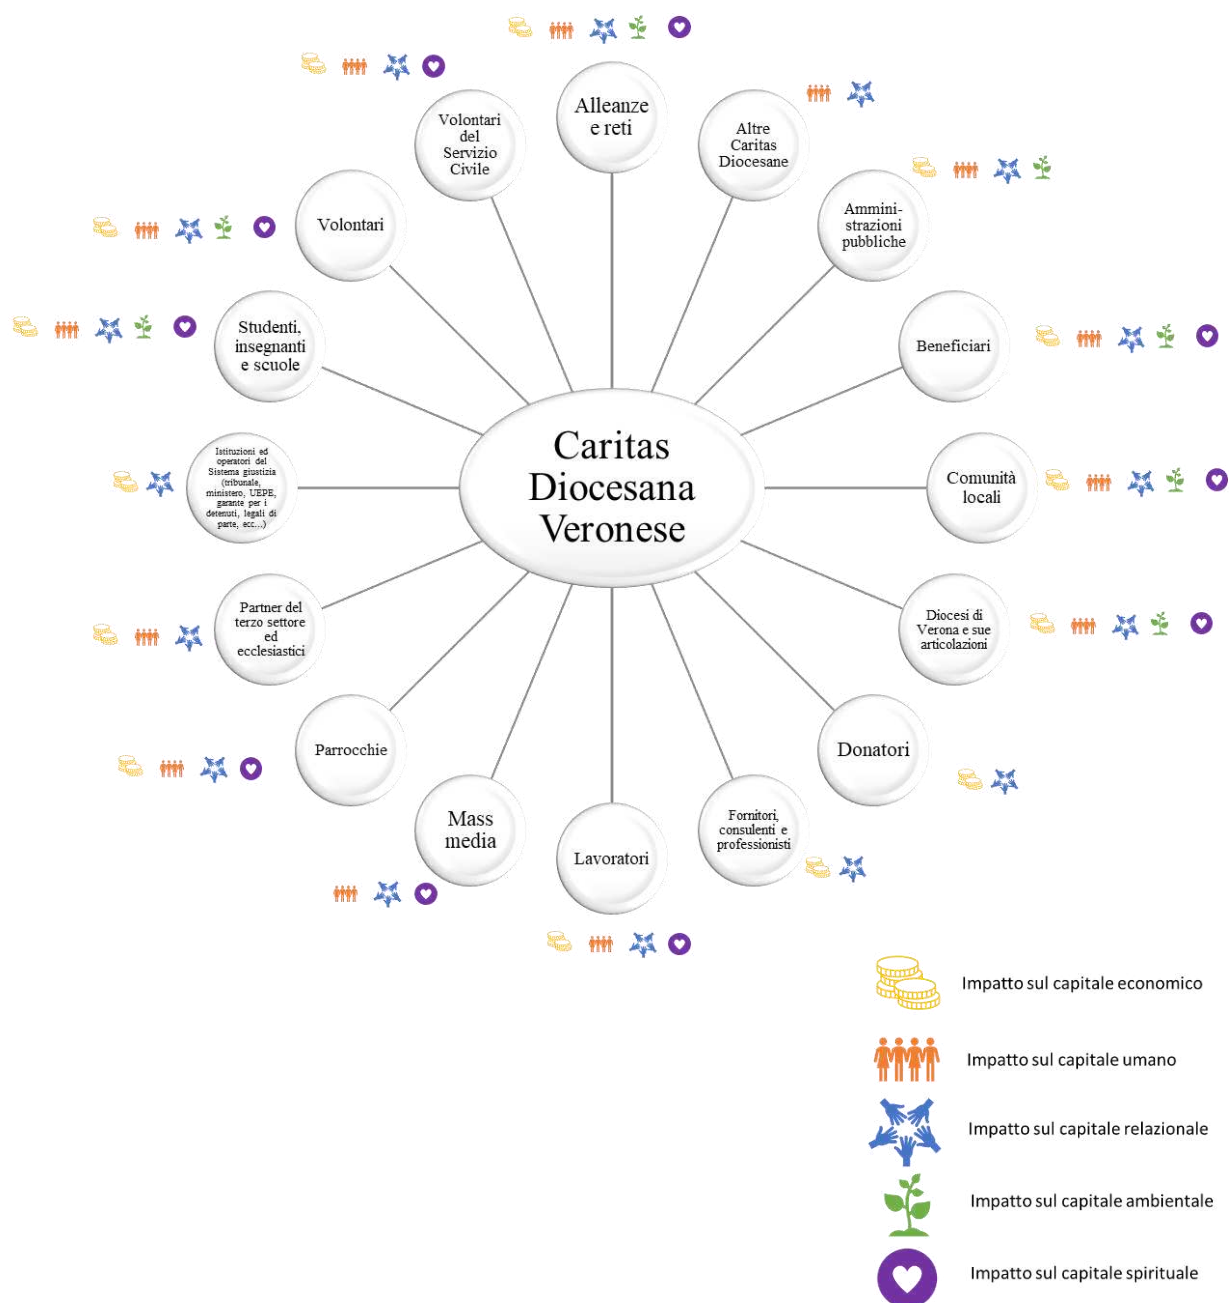 Alleanze
e reti
Altre
Caritas
Diocesane
Ammini-
strazioni
pubbliche
Beneficiari
Comunità
locali
Diocesi di
Verona e sue
articolazioni
Donatori
Fornitori,
consulenti e
professionisti
Lavoratori
Mass
media
Parrocchie
Partner del
terzo settore
ed
ecclesiastici
Istituzioni ed
operatori del
Sistema giustizia
(tribunale,
ministero, UEPE,
garante per i
detenuti, legali di
parte, ecc...)
Studenti,
insegnanti
e scuole
Volontari
Volontari
del
Servizio
Civile
Caritas
Diocesana
Veronese
Impatto sul capitale economico
Impatto sul capitale umano
Impatto sul capitale relazionale
Impatto sul capitale ambientale
Impatto sul capitale spirituale